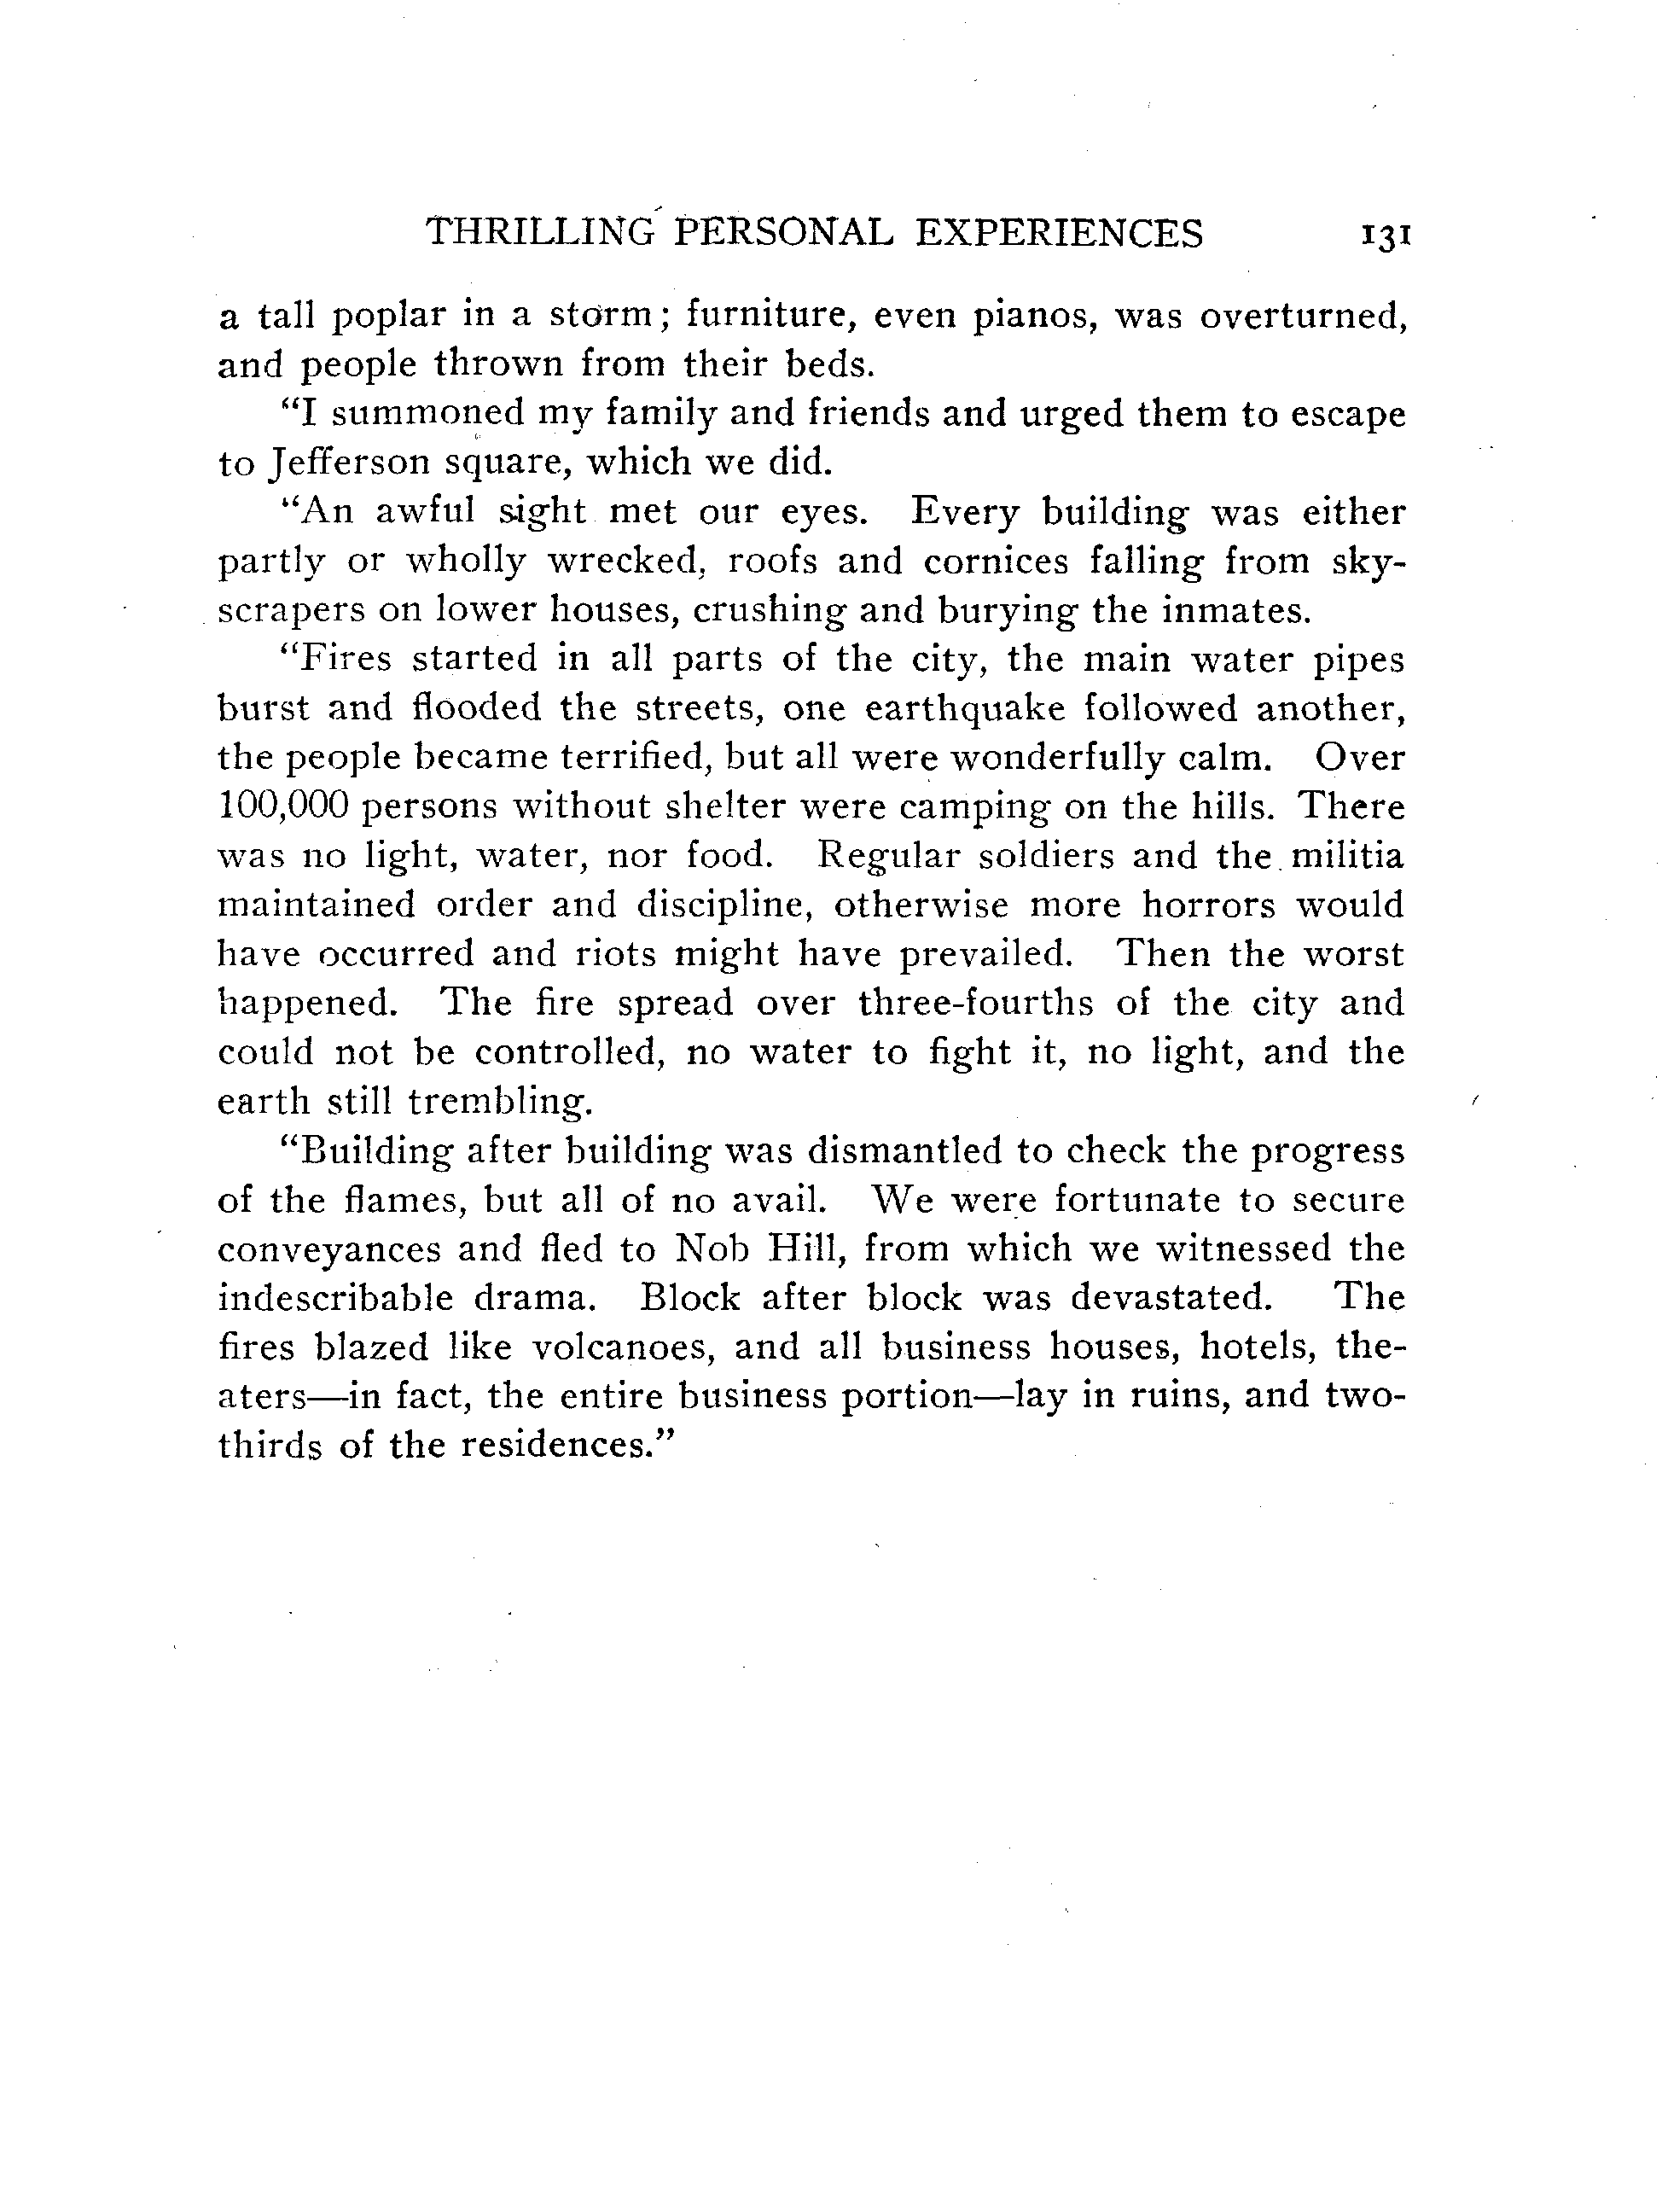 THRILLING PERSONAL EXPERIENCES 131
a tall poplar in a storm; furniture, even pianos, was overturned,
and people thrown from their beds.
“I summoned my family and friends and urged them to escape
to Jefferson square, which we did.
“An awful sight met our eyes. Every building was either
partly or wholly wrecked, roofs and cornices falling from sky-
scrapers on lower houses, crushing and burying the inmates.
“Fires started in all parts of the city, the main water pipes
burst and flooded the streets, one earthquake followed another,
the people became terrified, but all were wonderfully calm. Over
100,000 persons without shelter were camping on the hills. There
was no light, water, nor food. Regular soldiers and the militia
maintained order and discipline, otherwise more horrors would
have occurred and riots might have prevailed. Then the worst
happened. The fire spread over three-fourths of the city and
could not be controlled, no water to fight it, no light, and the
earth still trembling.
“Building after building was dismantled to check the progress
of the flames, but all of no avail. We were fortunate to secure
conveyances and fled to Nob Hill, from which we witnessed the
indescribable drama. Block after block was devastated. The
fires blazed like volcanoes, and all business houses, hotels, the-
aters—in fact, the entire business portion—lay in ruins, and two-
thirds of the residences.”